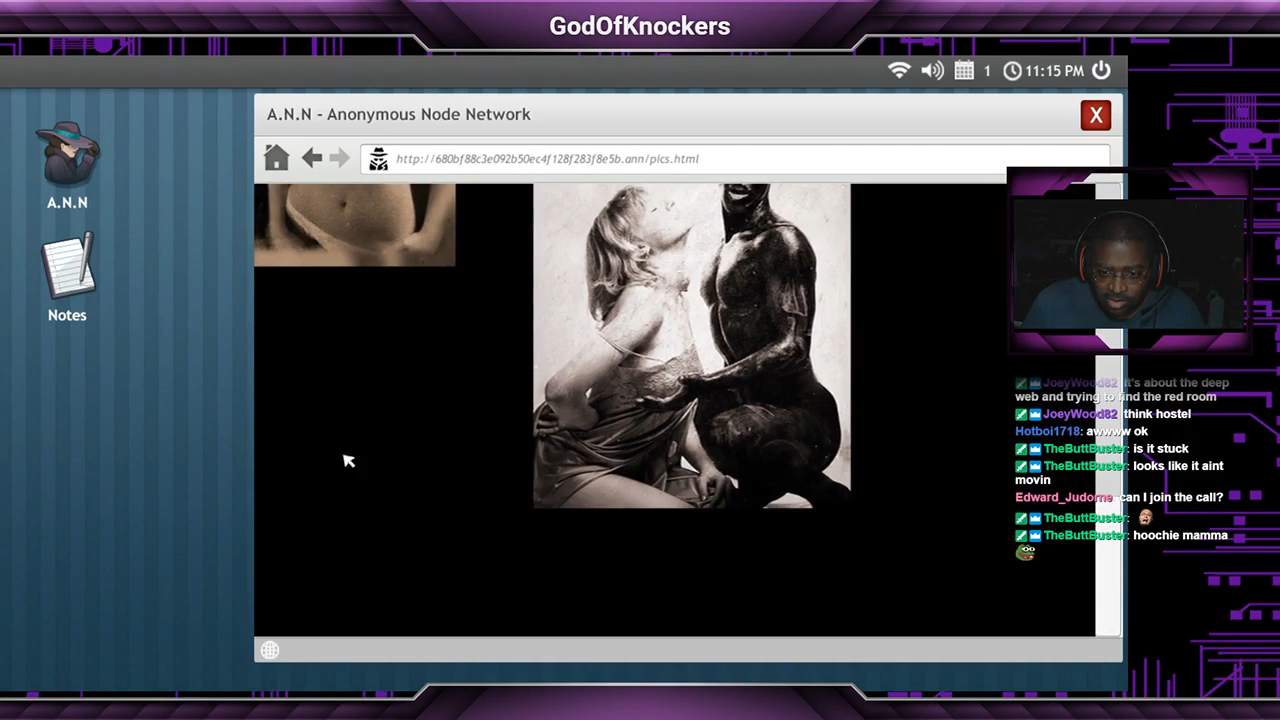 GodOfKnockers
1
11:15 PM
A.N.N - Anonymous Node Network
X
http://680bf88c3e092b50ec4f128f283f8e5b.ann/pics.html
A.N.N
Notes
JoeyWood82: it's about the deep
web and trying to find the red room
JoeyWood82: think hostel
Hotboi1718: awwww ok
TheButtBuster: is it stuck
TheButtBuster: looks like it aint
movin
Edward_Judorne: can I join the call?
TheButtBuster:
TheButtBuster: hoochie mamma